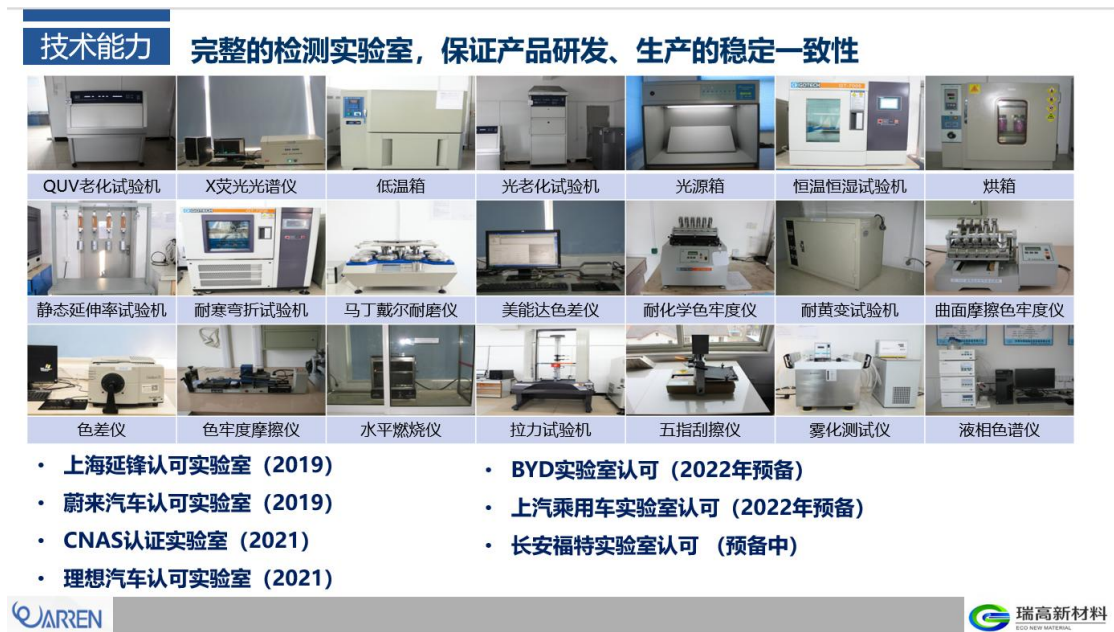 技术能力
完整的检测实验室，保证产品研发、生产的稳定一致性
QUV老化试验机
X荧光光谱仪
低温箱
光老化试验机
光源箱
恒温恒湿试验机
烘箱
静态延伸率试验机
耐寒弯折试验机
马丁戴尔耐磨仪
美能达色差仪
耐化学色牢度仪
耐黄变试验机
曲面摩擦色牢度仪
色差仪
色牢度摩擦仪
水平燃烧仪
拉力试验机
五指刮擦仪
雾化测试仪
液相色谱仪
• 上海延锋认可实验室（2019）
• 蔚来汽车认可实验室（2019）
• CNAS认证实验室（2021）
• 理想汽车认可实验室（2021）
• BYD实验室认可（2022年预备）
• 上汽乘用车实验室认可（2022年预备）
• 长安福特实验室认可 （预备中）
WARREN
瑞高新材料
ECO NEW MATERIAL